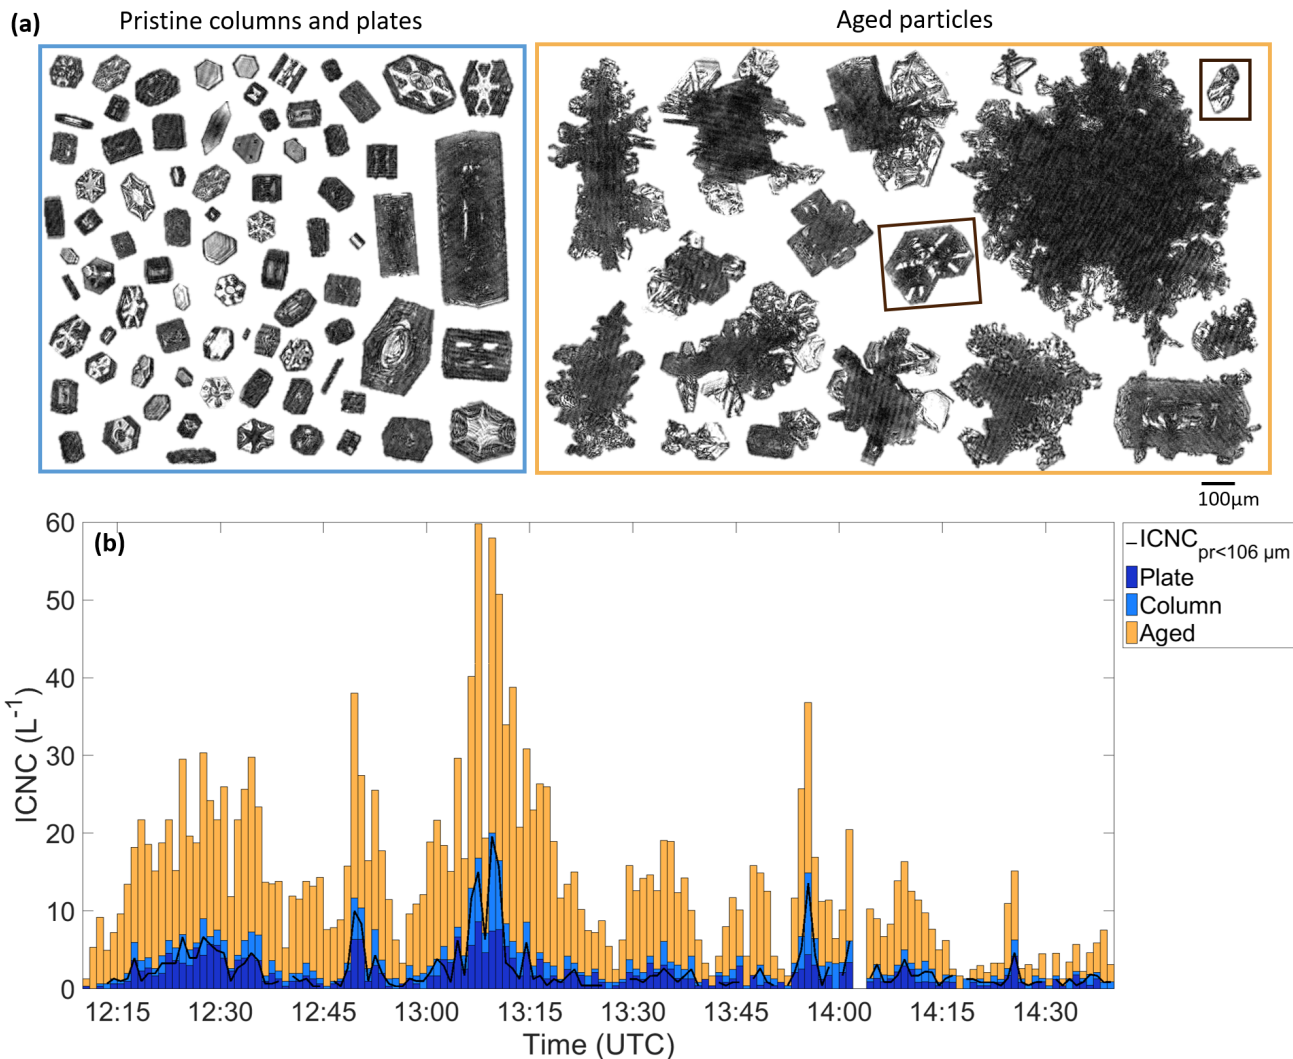 (a)
Pristine columns and plates
Aged particles
100μm
(b)
ICNC pr<106 μm
Plate
Column
Aged
ICNC (L-1)
60
50
40
30
20
10
0
12:15 12:30 12:45 13:00 13:15 13:30 13:45 14:00 14:15 14:30
Time (UTC)